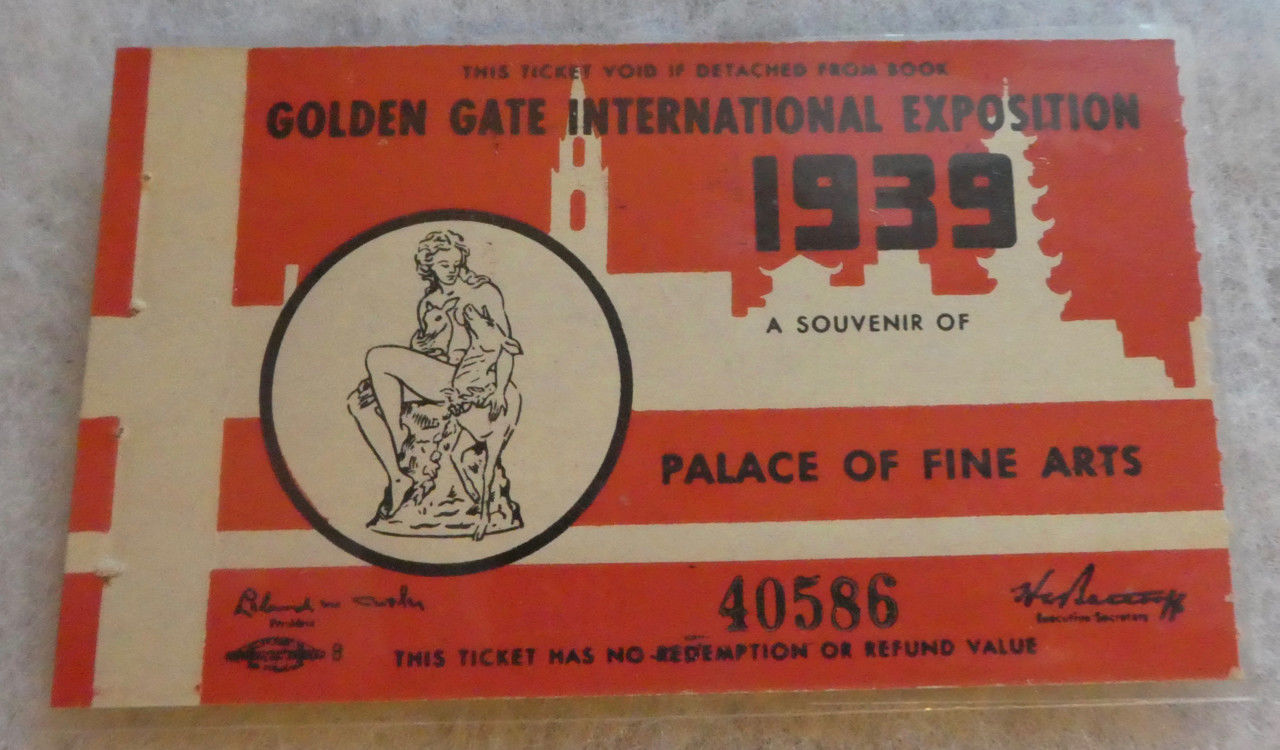 THIS TICKET VOID IF DETACHED FROM BOOK
GOLDEN GATE INTERNATIONAL EXPOSITION
1939
A SOUVENIR OF
PALACE OF FINE ARTS
40586
President
Executive Secretary
8
THIS TICKET HAS NO REDEMPTION OR REFUND VALUE